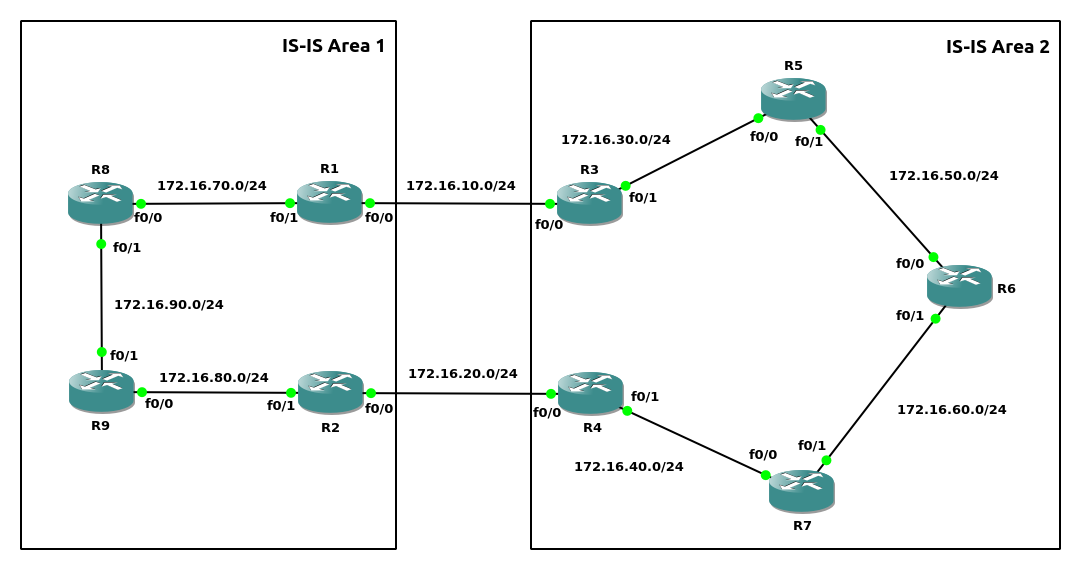 IS-IS Area 1
IS-IS Area 2
R5
f0/0
f0/1
172.16.30.0/24
R8
172.16.70.0/24
R1
172.16.10.0/24
R3
172.16.50.0/24
f0/0
f0/1
f0/0
f0/0
f0/1
f0/1
f0/0
R6
f0/1
172.16.90.0/24
f0/1
172.16.80.0/24
172.16.20.0/24
f0/0
f0/1
f0/0
f0/0
f0/1
172.16.60.0/24
R9
R2
R4
f0/1
f0/0
172.16.40.0/24
R7